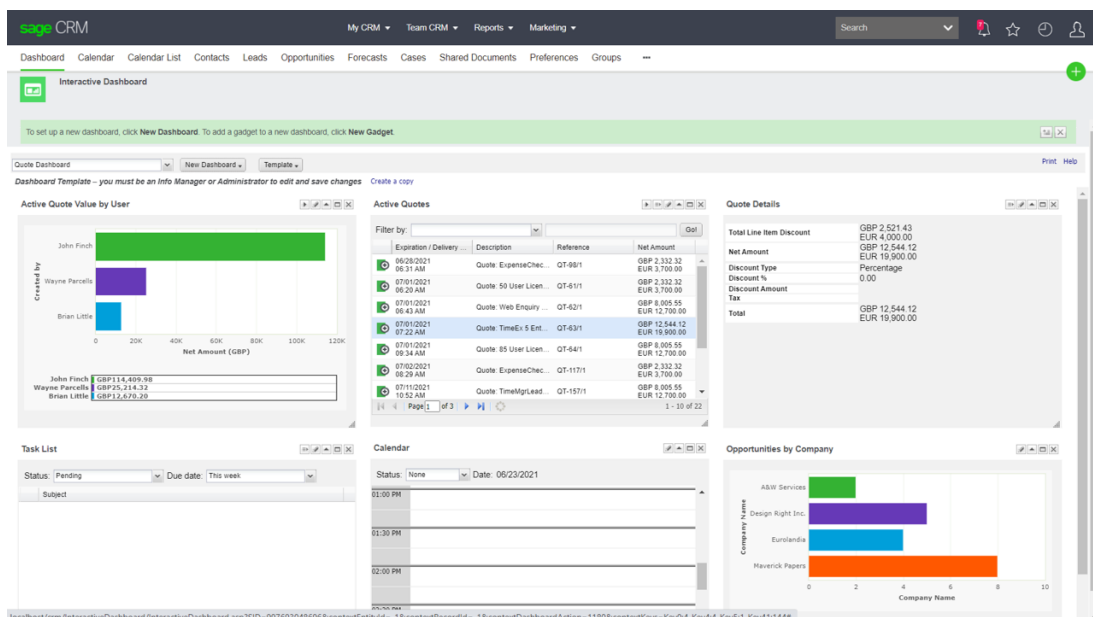 sage CRM
My CRM Team CRM Reports Marketing
Search
Dashboard Calendar Calendar List Contacts Leads Opportunities Forecasts Cases Shared Documents Preferences Groups
Interactive Dashboard
To set up a new dashboard, click New Dashboard. To add a gadget to a new dashboard, click New Gadget.
Quote Dashboard New Dashboard Template Print Help
Dashboard Template – you must be an Info Manager or Administrator to edit and save changes Create a copy
Active Quote Value by User
Created by
John Finch
Wayne Parcells
Brian Little
0 20K 40K 60K 80K 100K 120K
Net Amount (GBP)
John Finch GBP114,409.98
Wayne Parcells GBP25,214.32
Brian Little GBP12,670.20
Active Quotes
Filter by: Go!
Expiration / Delivery ... Description Reference Net Amount
06/28/2021 06:31 AM Quote: ExpenseChec... QT-98/1 GBP 2,332.32 EUR 3,700.00
07/01/2021 06:20 AM Quote: 50 User Licen... QT-61/1 GBP 2,332.32 EUR 3,700.00
07/01/2021 06:43 AM Quote: Web Enquiry ... QT-62/1 GBP 8,005.55 EUR 12,700.00
07/01/2021 07:22 AM Quote: TimeEx 5 Ent... QT-63/1 GBP 12,544.12 EUR 19,900.00
07/01/2021 09:34 AM Quote: 85 User Licen... QT-64/1 GBP 8,005.55 EUR 12,700.00
07/02/2021 08:29 AM Quote: ExpenseChec... QT-117/1 GBP 2,332.32 EUR 3,700.00
07/11/2021 10:52 AM Quote: TimeMgrLead... QT-157/1 GBP 8,005.55 EUR 12,700.00
Page 1 of 3 1 - 10 of 22
Quote Details
Total Line Item Discount GBP 2,521.43
EUR 4,000.00
Net Amount GBP 12,544.12
EUR 19,900.00
Discount Type Percentage
Discount % 0.00
Discount Amount
Tax
Total GBP 12,544.12
EUR 19,900.00
Task List
Status: Pending Due date: This week
Subject
Calendar
Status: None Date: 06/23/2021
01:00 PM
01:30 PM
02:00 PM
Opportunities by Company
Company Name
A&W Services
Design Right Inc.
Eurolandia
Maverick Papers
0 2 4 6 8 10
Company Name